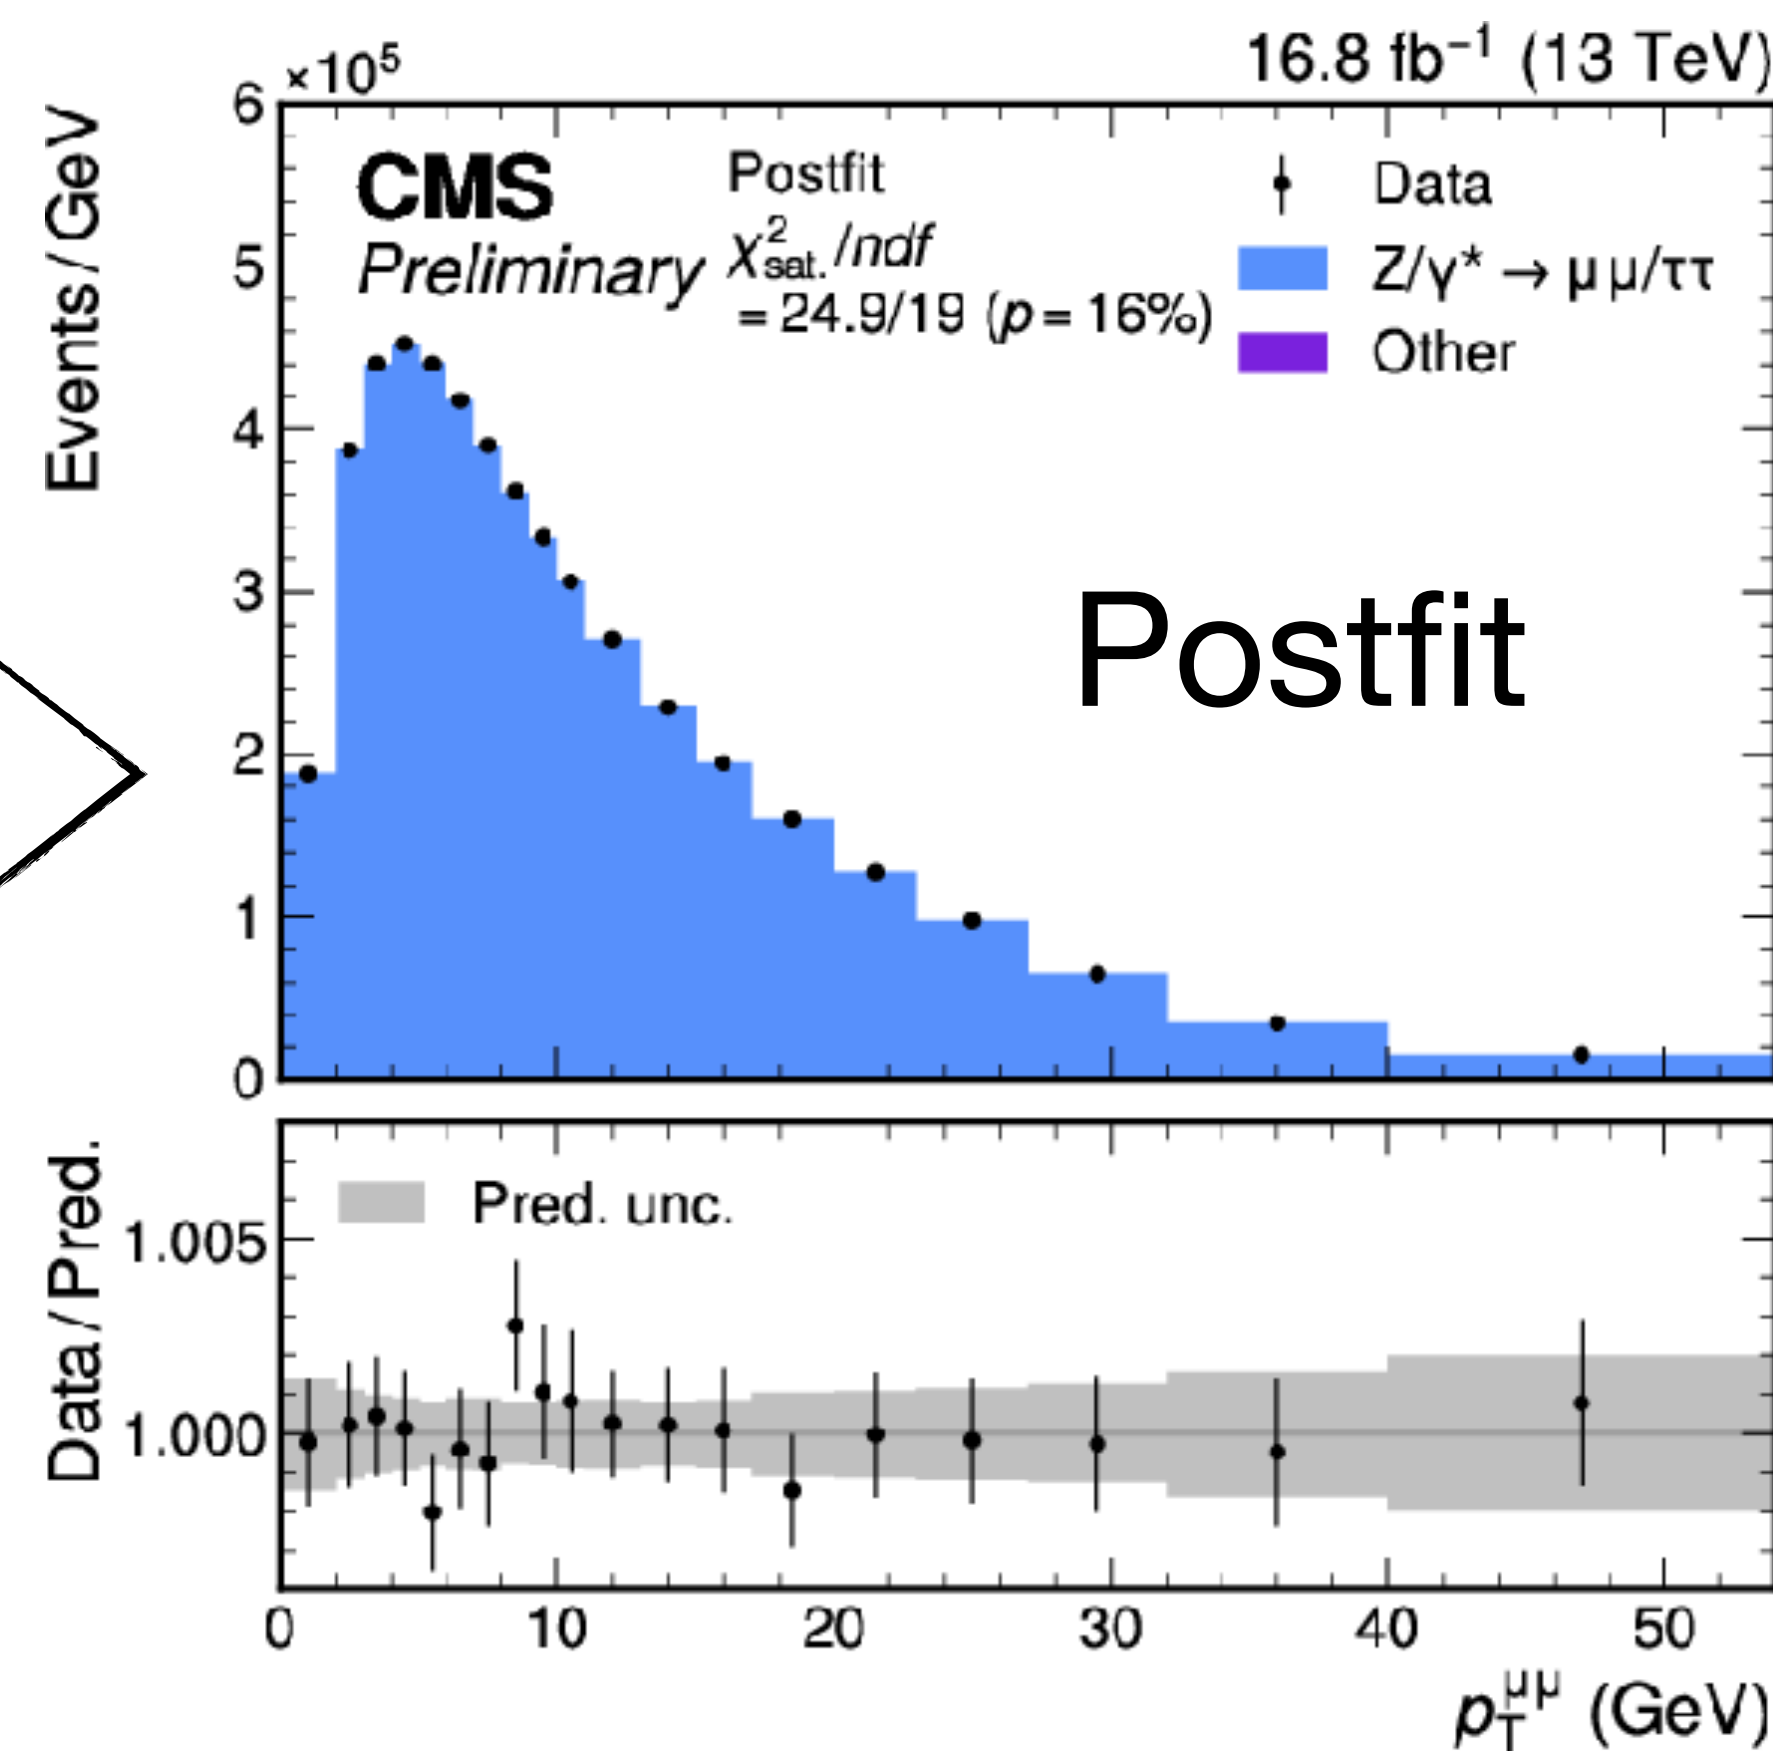 16.8 fb⁻¹ (13 TeV)
×10⁵
Events/GeV
6
5
4
3
2
1
0
CMS
Preliminary
Postfit
χ²sat./ndf
= 24.9/19 (p = 16%)
Data
Z/γ* → μμ/ττ
Other
Postfit
Data/Pred.
Pred. unc.
1.005
1.000
0 10 20 30 40 50
pTμμ (GeV)